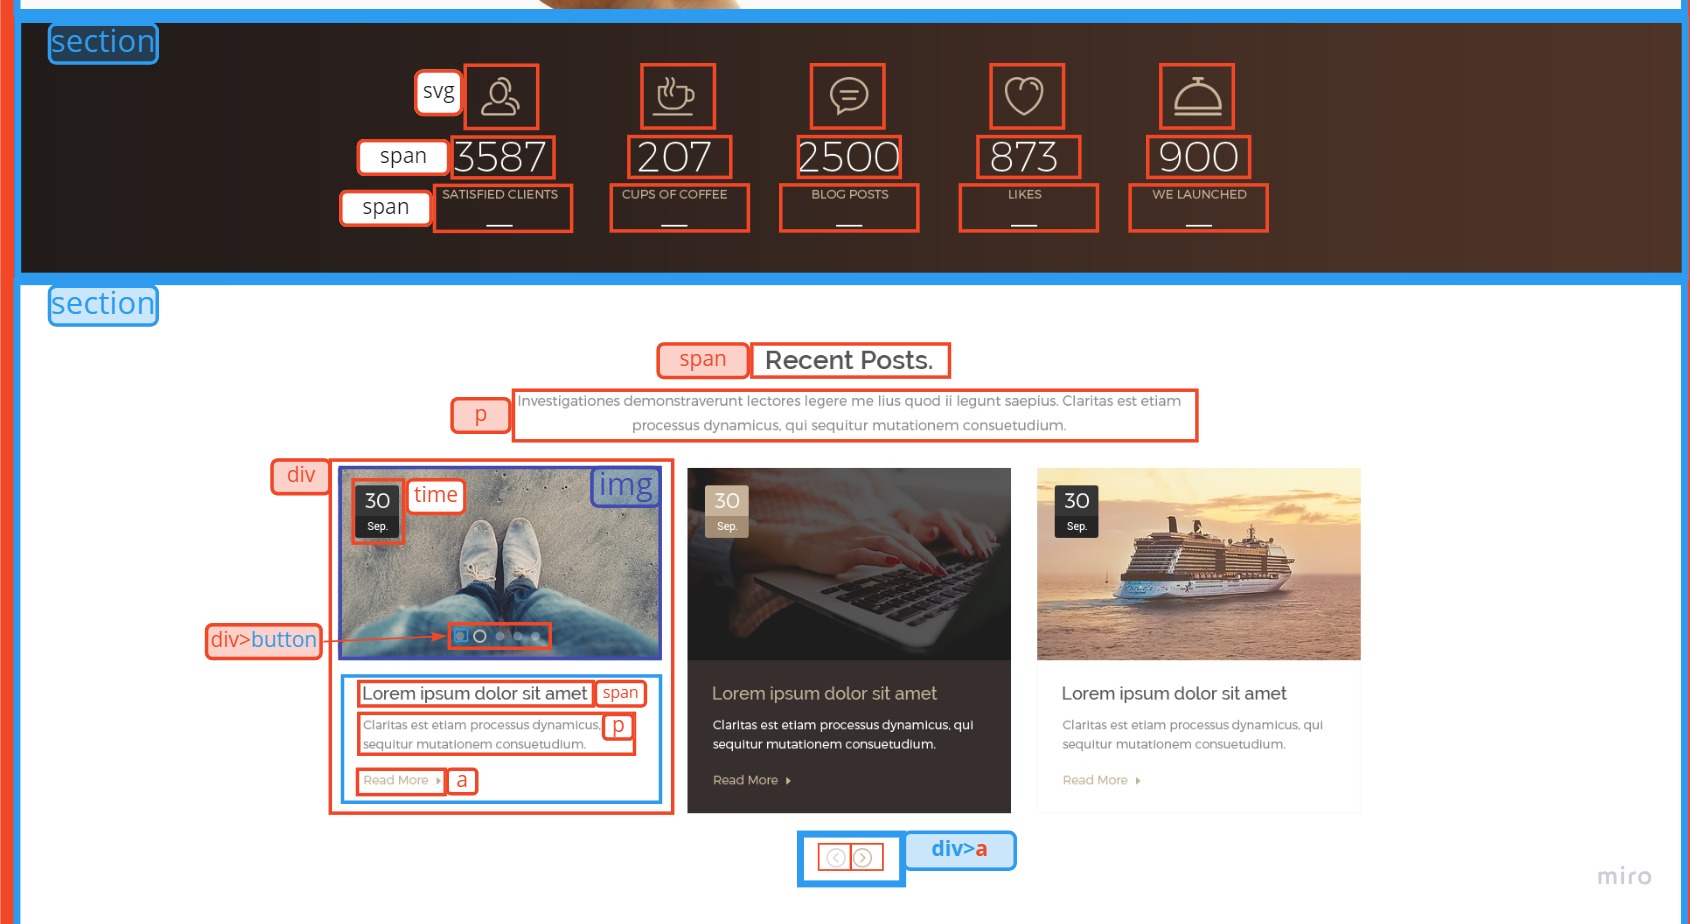 section
svg
span
3587
207
2500
873
900
span
SATISFIED CLIENTS
CUPS OF COFFEE
BLOG POSTS
LIKES
WE LAUNCHED
section
span
Recent Posts.
p
Investigationes demonstraverunt lectores legere me lius quod ii legunt saepius. Claritas est etiam
processus dynamicus, qui sequitur mutationem consuetudium.
div
30
Sep.
time
img
div>button
Lorem ipsum dolor sit amet
span
Claritas est etiam processus dynamicus,
sequitur mutationem consuetudium.
p
Read More
a
30
Sep.
Lorem ipsum dolor sit amet
Claritas est etiam processus dynamicus, qui
sequitur mutationem consuetudium.
Read More
30
Sep.
Lorem ipsum dolor sit amet
Claritas est etiam processus dynamicus, qui
sequitur mutationem consuetudium.
Read More
div>a
miro